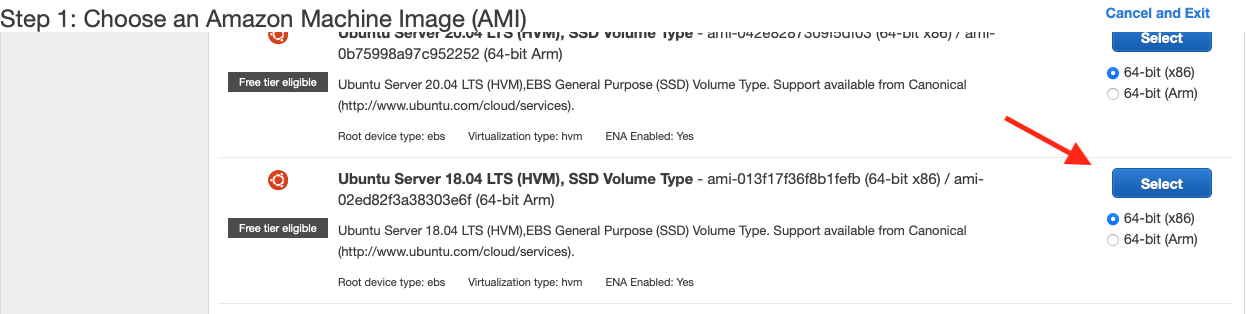 Step 1: Choose an Amazon Machine Image (AMI)
Cancel and Exit
Ubuntu Server 20.04 LTS (HVM), SSD Volume Type - ami-042e8287309f5df03 (64-bit x86) / ami-
0b75998a97c952252 (64-bit Arm)
Select
Free tier eligible
Ubuntu Server 20.04 LTS (HVM),EBS General Purpose (SSD) Volume Type. Support available from Canonical
(http://www.ubuntu.com/cloud/services).
64-bit (x86)
64-bit (Arm)
Root device type: ebs Virtualization type: hvm ENA Enabled: Yes
Ubuntu Server 18.04 LTS (HVM), SSD Volume Type - ami-013f17f36f8b1fefb (64-bit x86) / ami-
02ed82f3a38303e6f (64-bit Arm)
Select
Free tier eligible
Ubuntu Server 18.04 LTS (HVM),EBS General Purpose (SSD) Volume Type. Support available from Canonical
(http://www.ubuntu.com/cloud/services).
64-bit (x86)
64-bit (Arm)
Root device type: ebs Virtualization type: hvm ENA Enabled: Yes